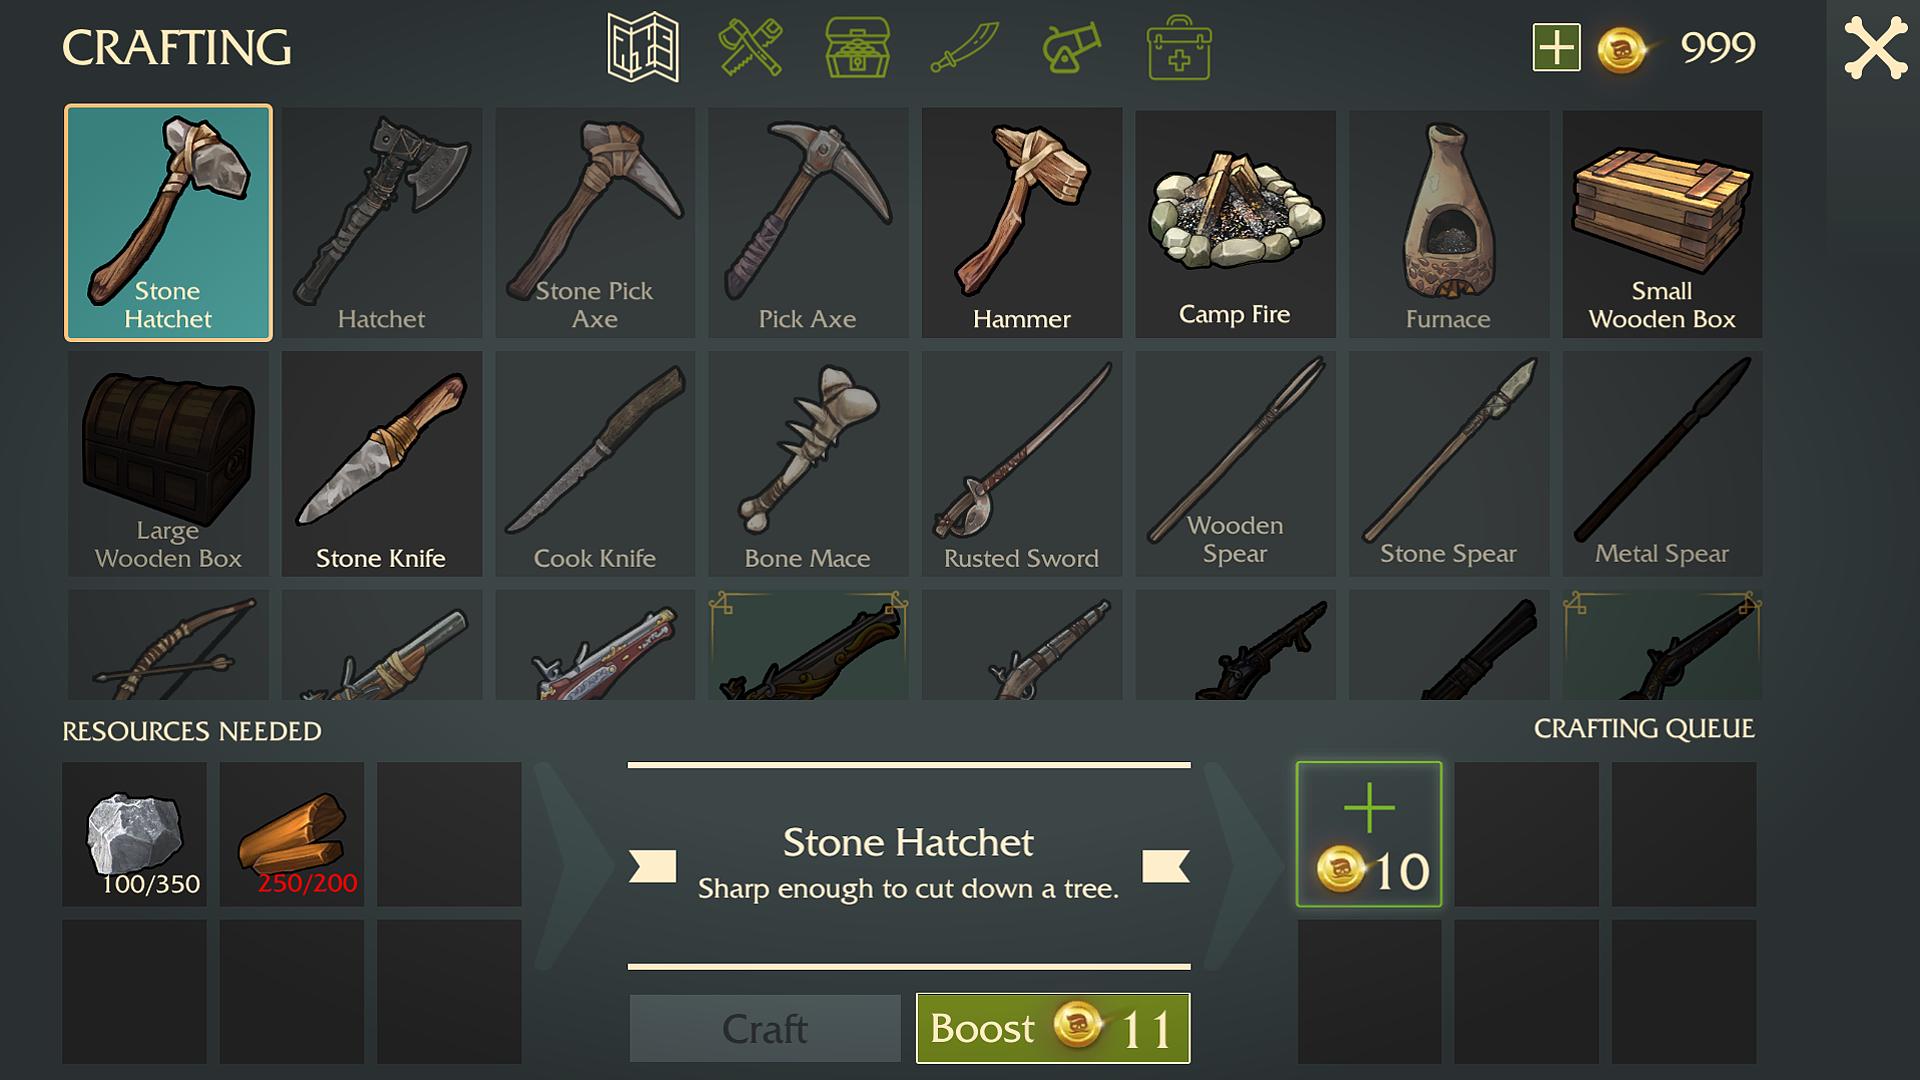 CRAFTING
999
Stone
Hatchet
Hatchet
Stone Pick
Axe
Pick Axe
Hammer
Camp Fire
Furnace
Small
Wooden Box
Large
Wooden Box
Stone Knife
Cook Knife
Bone Mace
Rusted Sword
Wooden
Spear
Stone Spear
Metal Spear
RESOURCES NEEDED
CRAFTING QUEUE
100/350
250/200
Stone Hatchet
Sharp enough to cut down a tree.
10
Craft
Boost 11